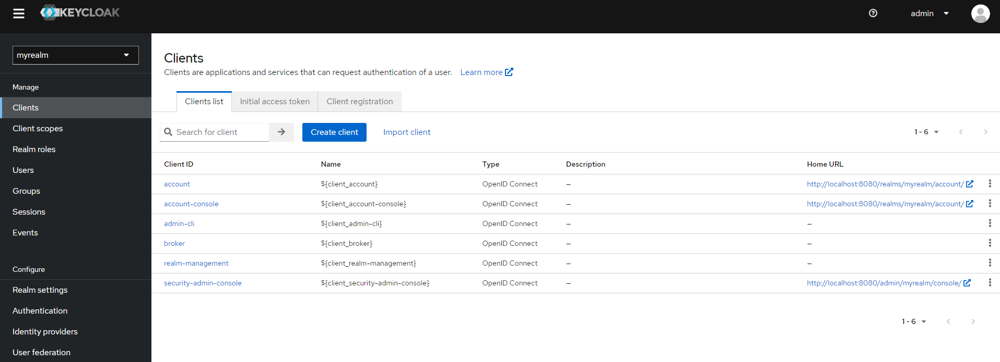 KEYCLOAK
admin
myrealm
Manage
Clients
Client scopes
Realm roles
Users
Groups
Sessions
Events
Configure
Realm settings
Authentication
Identity providers
User federation
Clients
Clients are applications and services that can request authentication of a user. Learn more
Clients list Initial access token Client registration
Search for client Create client Import client 1 - 6
Client ID Name Type Description Home URL
account ${client_account} OpenID Connect – http://localhost:8080/realms/myrealm/account/
account-console ${client_account-console} OpenID Connect – http://localhost:8080/realms/myrealm/account/
admin-cli ${client_admin-cli} OpenID Connect – –
broker ${client_broker} OpenID Connect – –
realm-management ${client_realm-management} OpenID Connect – –
security-admin-console ${client_security-admin-console} OpenID Connect – http://localhost:8080/admin/myrealm/console/
1 - 6